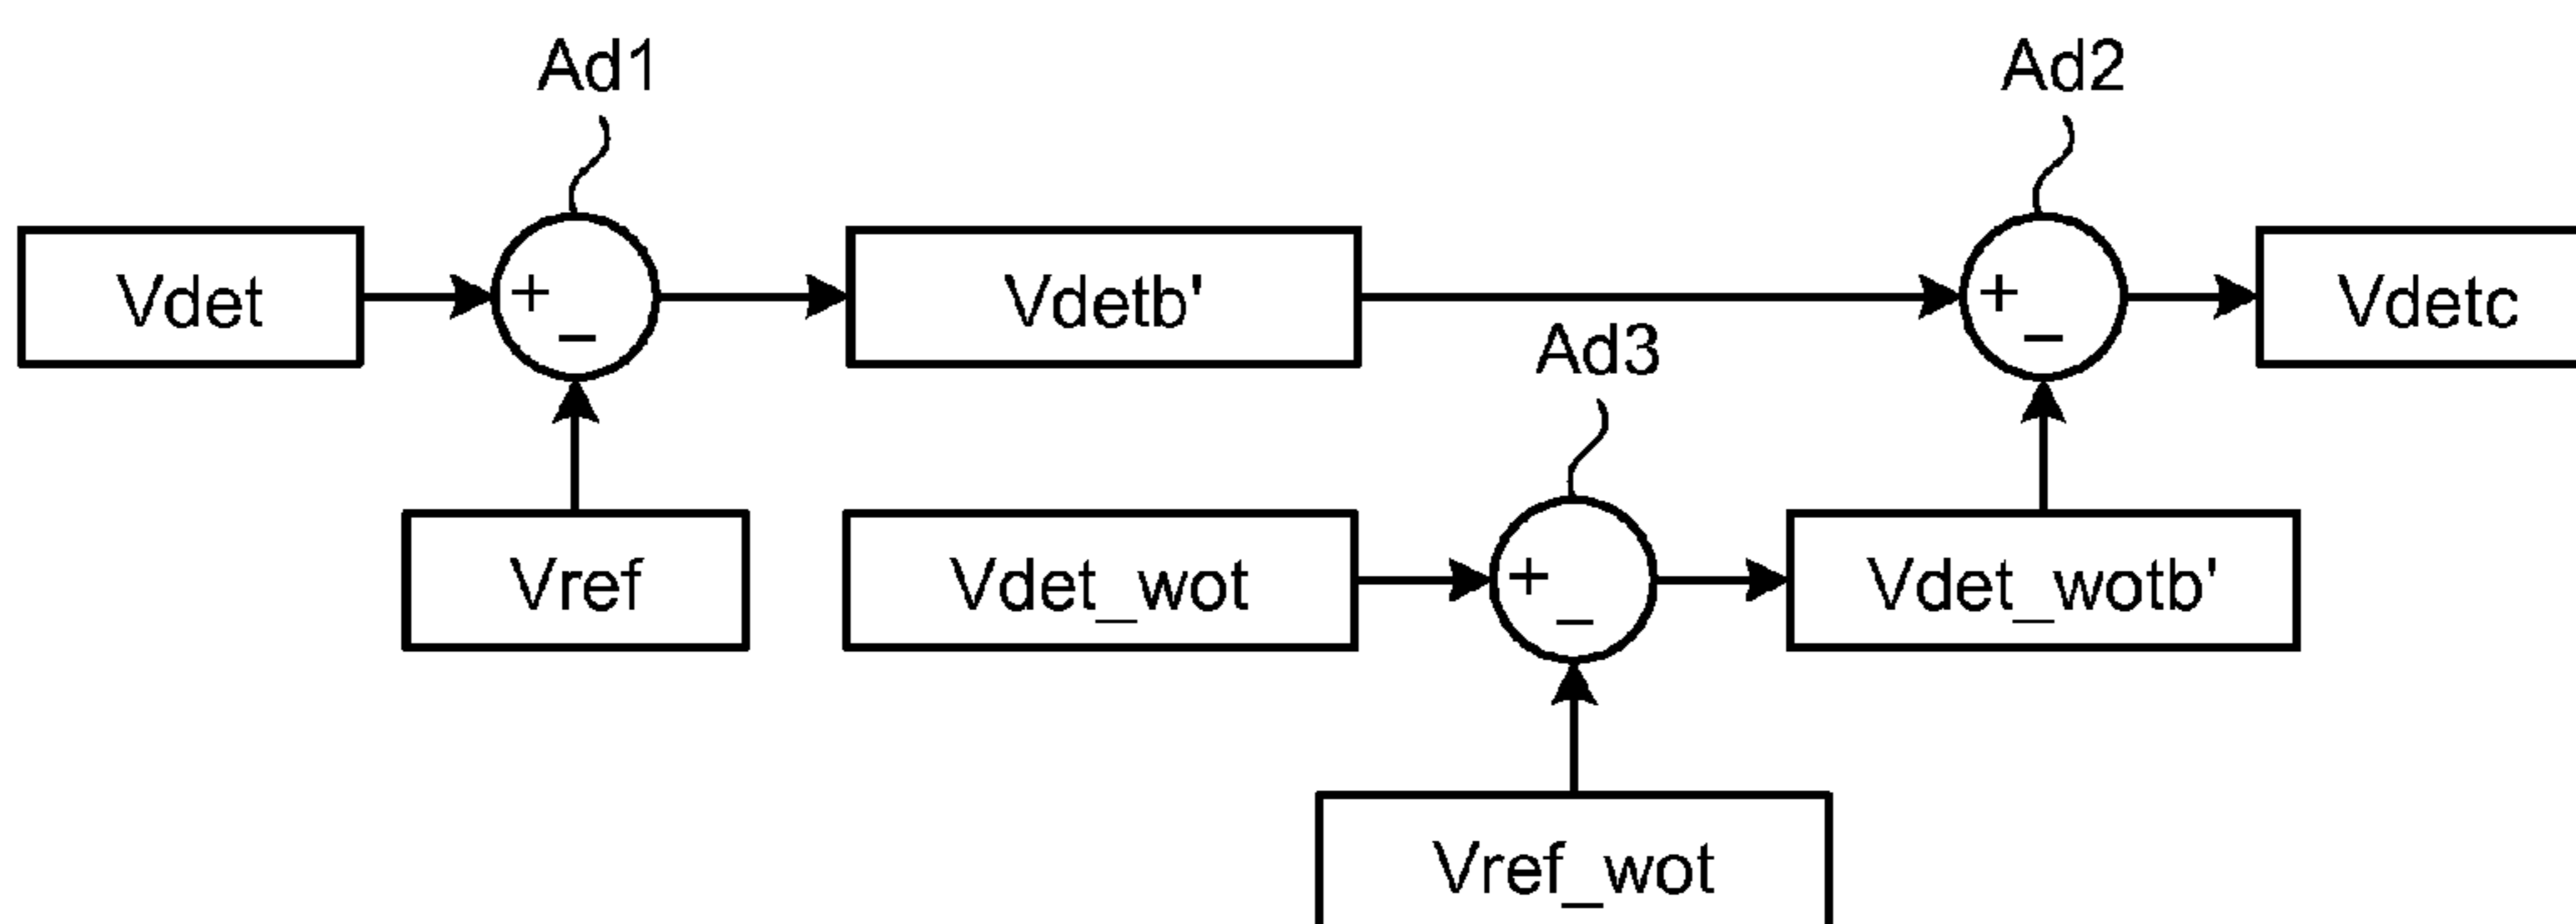 Ad1
Ad2
Vdet
+
−
Vdetb'
+
−
Vdetc
Ad3
Vref
Vdet_wot
+
−
Vdet_wotb'
Vref_wot